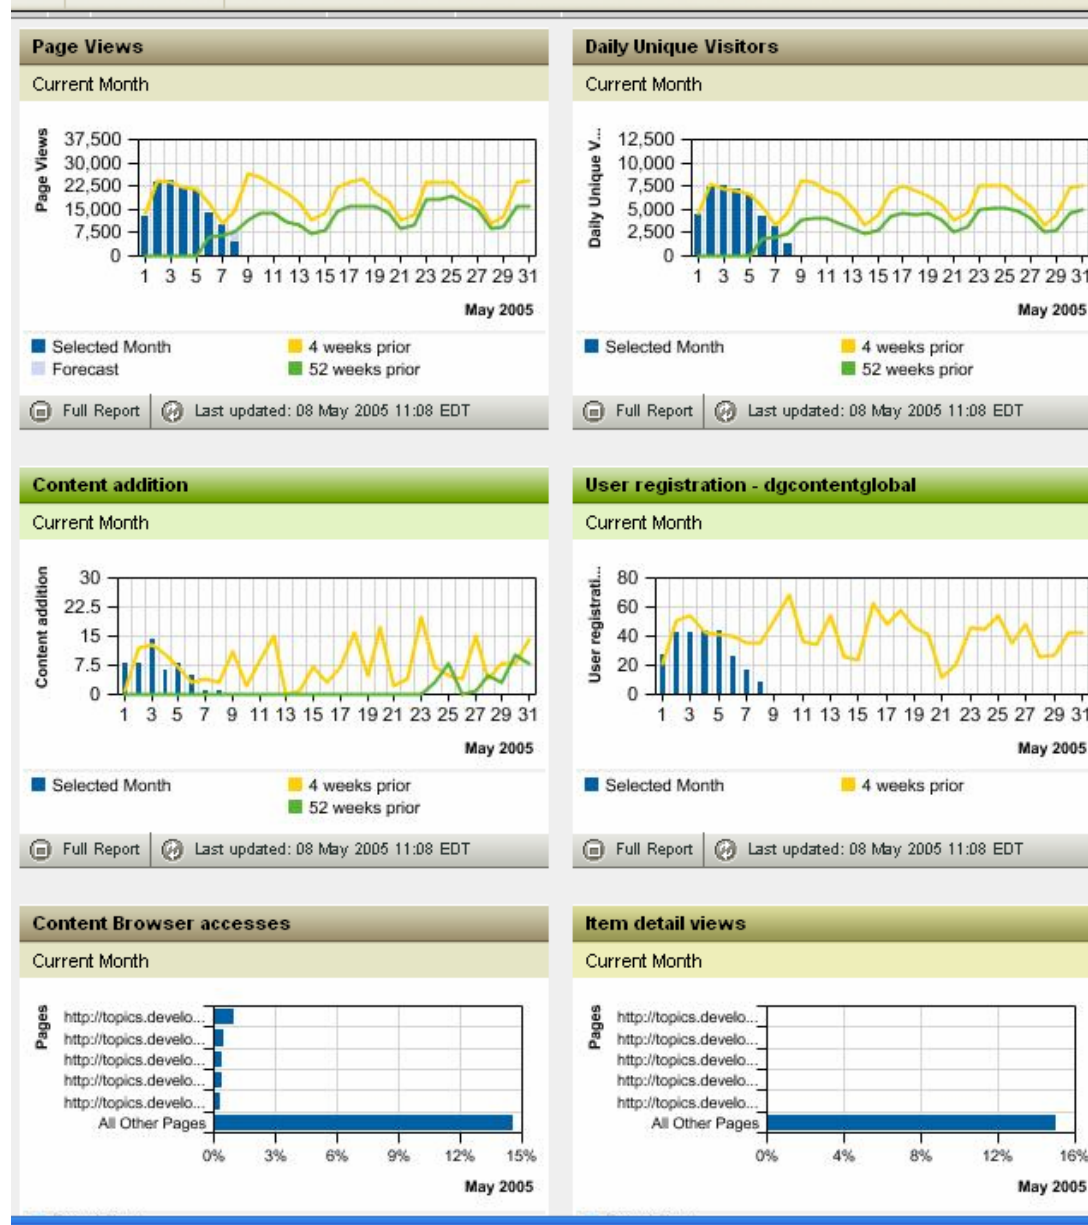 Page Views
Current Month
Page Views
37,500
30,000
22,500
15,000
7,500
0
1 3 5 7 9 11 13 15 17 19 21 23 25 27 29 31
May 2005
Selected Month
4 weeks prior
Forecast
52 weeks prior
Full Report
Last updated: 08 May 2005 11:08 EDT
Daily Unique Visitors
Current Month
Daily Unique V...
12,500
10,000
7,500
5,000
2,500
0
1 3 5 7 9 11 13 15 17 19 21 23 25 27 29 31
May 2005
Selected Month
4 weeks prior
52 weeks prior
Full Report
Last updated: 08 May 2005 11:08 EDT
Content addition
Current Month
Content addition
30
22.5
15
7.5
0
1 3 5 7 9 11 13 15 17 19 21 23 25 27 29 31
May 2005
Selected Month
4 weeks prior
52 weeks prior
Full Report
Last updated: 08 May 2005 11:08 EDT
User registration - dgcontentglobal
Current Month
User registrati...
80
60
40
20
0
1 3 5 7 9 11 13 15 17 19 21 23 25 27 29 31
May 2005
Selected Month
4 weeks prior
Full Report
Last updated: 08 May 2005 11:08 EDT
Content Browser accesses
Current Month
Pages
http://topics.develo...
http://topics.develo...
http://topics.develo...
http://topics.develo...
http://topics.develo...
All Other Pages
0% 3% 6% 9% 12% 15%
May 2005
Item detail views
Current Month
Pages
http://topics.develo...
http://topics.develo...
http://topics.develo...
http://topics.develo...
http://topics.develo...
All Other Pages
0% 4% 8% 12% 16%
May 2005